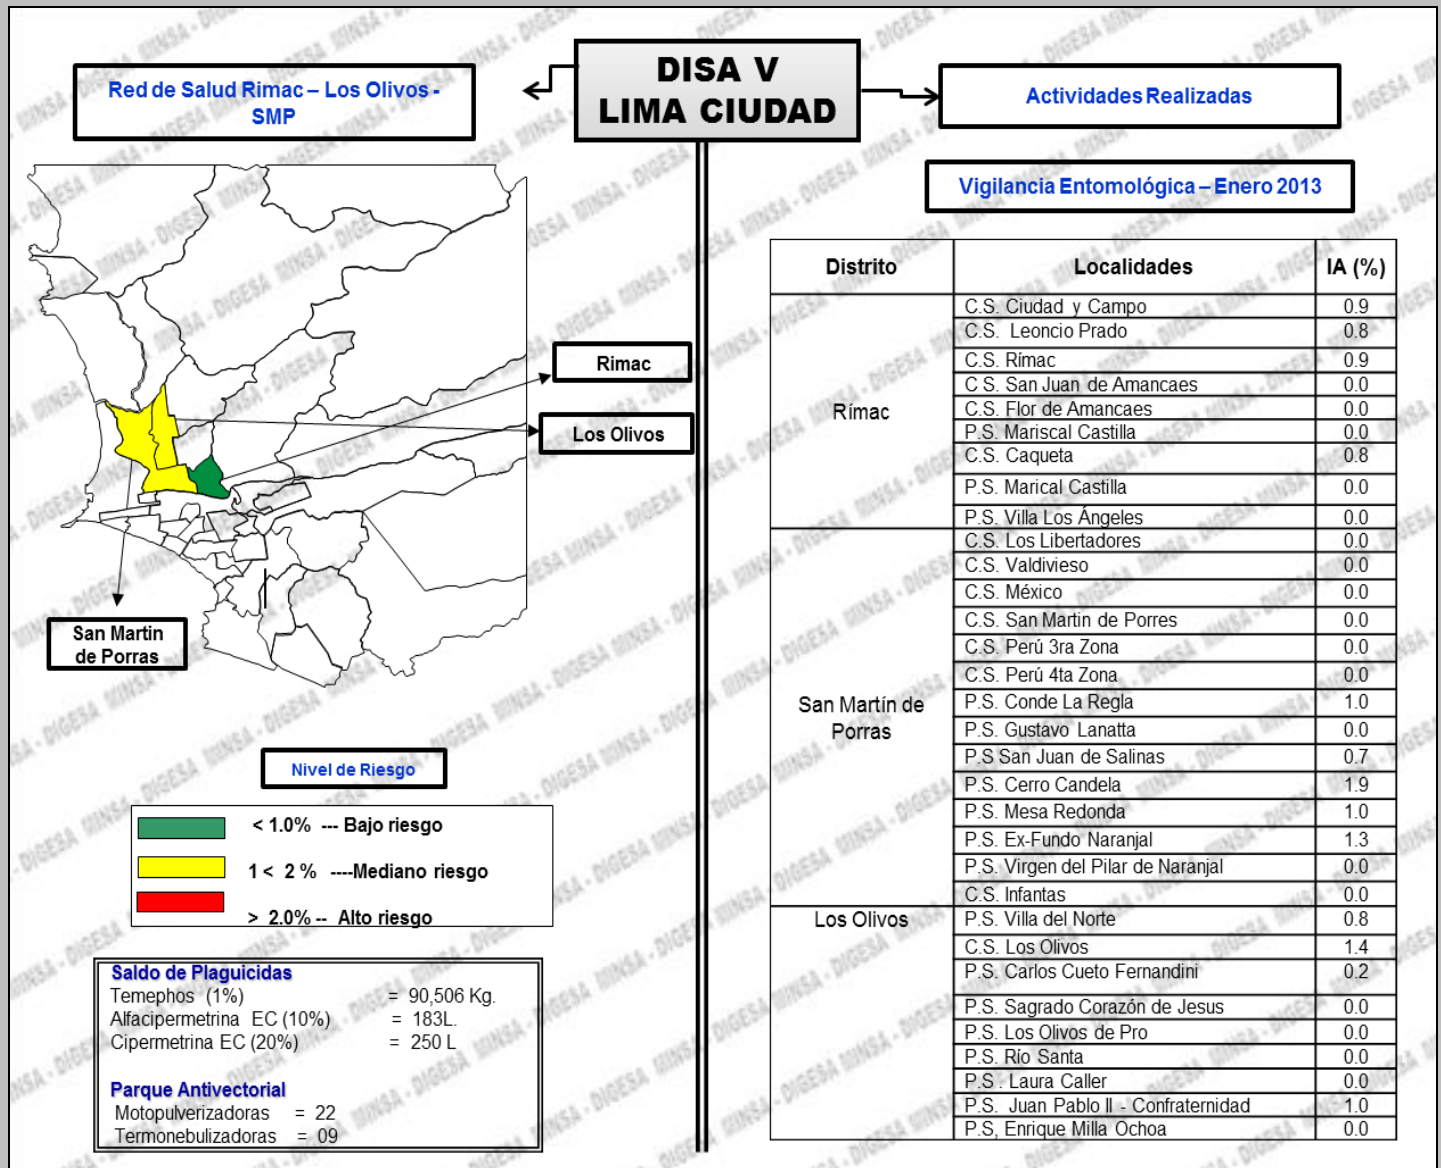 DISA V
LIMA CIUDAD
Red de Salud Rimac – Los Olivos -
SMP
Actividades Realizadas
Vigilancia Entomológica – Enero 2013
Rimac
Los Olivos
San Martin
de Porras
Nivel de Riesgo
< 1.0% --- Bajo riesgo
1 < 2 % ----Mediano riesgo
> 2.0% -- Alto riesgo
Saldo de Plaguicidas
Temephos (1%) = 90,506 Kg.
Alfacipermetrina EC (10%) = 183L.
Cipermetrina EC (20%) = 250 L
Parque Antivectorial
Motopulverizadoras = 22
Termonebulizadoras = 09
Distrito Localidades IA (%)
Rímac
C.S. Ciudad y Campo 0.9
C.S. Leoncio Prado 0.8
C.S. Rímac 0.9
C S. San Juan de Amancaes 0.0
C.S. Flor de Amancaes 0.0
P.S. Mariscal Castilla 0.0
C.S. Caqueta 0.8
P.S. Marical Castilla 0.0
P.S. Villa Los Ángeles 0.0
San Martín de
Porras
C.S. Los Libertadores 0.0
C.S. Valdivieso 0.0
C.S. México 0.0
C.S. San Martin de Porres 0.0
C.S. Perú 3ra Zona 0.0
C.S. Perú 4ta Zona 0.0
P.S. Conde La Regla 1.0
P.S. Gustavo Lanatta 0.0
P.S San Juan de Salinas 0.7
P.S. Cerro Candela 1.9
P.S. Mesa Redonda 1.0
P.S. Ex-Fundo Naranjal 1.3
P.S. Virgen del Pilar de Naranjal 0.0
C.S. Infantas 0.0
Los Olivos
P.S. Villa del Norte 0.8
C.S. Los Olivos 1.4
P.S. Carlos Cueto Fernandini 0.2
P.S. Sagrado Corazón de Jesus 0.0
P.S. Los Olivos de Pro 0.0
P.S. Río Santa 0.0
P.S . Laura Caller 0.0
P.S. Juan Pablo II - Confraternidad 1.0
P.S, Enrique Milla Ochoa 0.0
MINSA - DIGESA